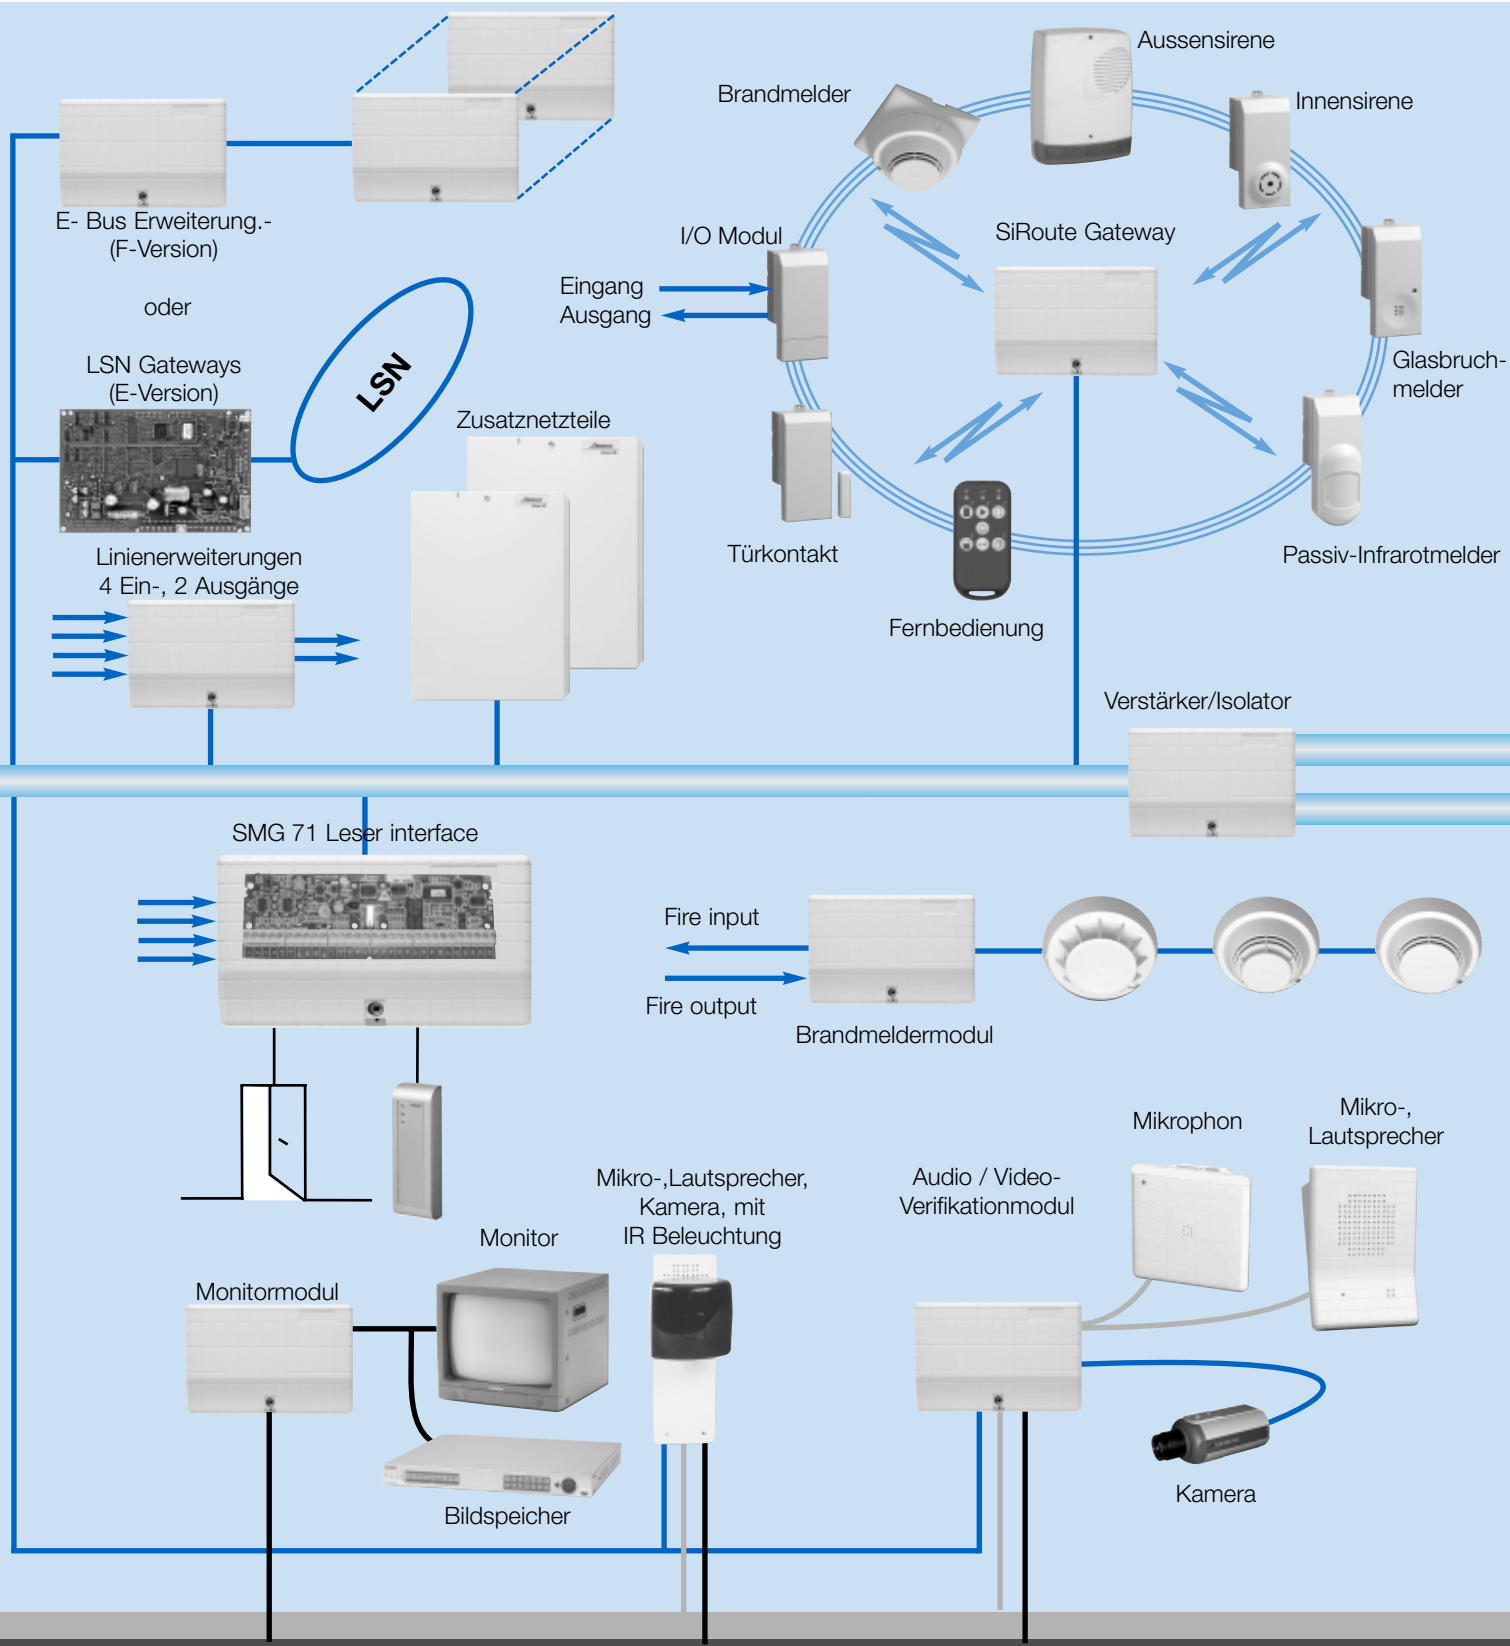 Aussensirene
Brandmelder
Innensirene
E- Bus Erweiterung.-
(F-Version)
I/O Modul
SiRoute Gateway
Eingang
Ausgang
oder
LSN Gateways
(E-Version)
LSN
Glasbruch-
melder
Zusatznetzteile
Linienerweiterungen
4 Ein-, 2 Ausgänge
Türkontakt
Passiv-Infrarotmelder
Fernbedienung
Verstärker/Isolator
SMG 71 Leser interface
Fire input
Fire output
Brandmeldermodul
Mikrophon
Mikro-,
Lautsprecher
Mikro-,Lautsprecher,
Kamera, mit
IR Beleuchtung
Audio / Video-
Verifikationmodul
Monitor
Monitormodul
Bildspeicher
Kamera